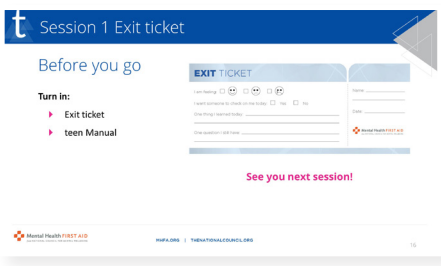 t Session 1 Exit ticket
Before you go
Turn in:
Exit ticket
teen Manual
EXIT TICKET
I am feeling:
I want someone to check on me today: Yes No
One thing I learned today:
One question I still have:
Name
Date
Mental Health FIRST AID
See you next session!
Mental Health FIRST AID
MHFA.ORG | THENATIONALCOUNCIL.ORG
16